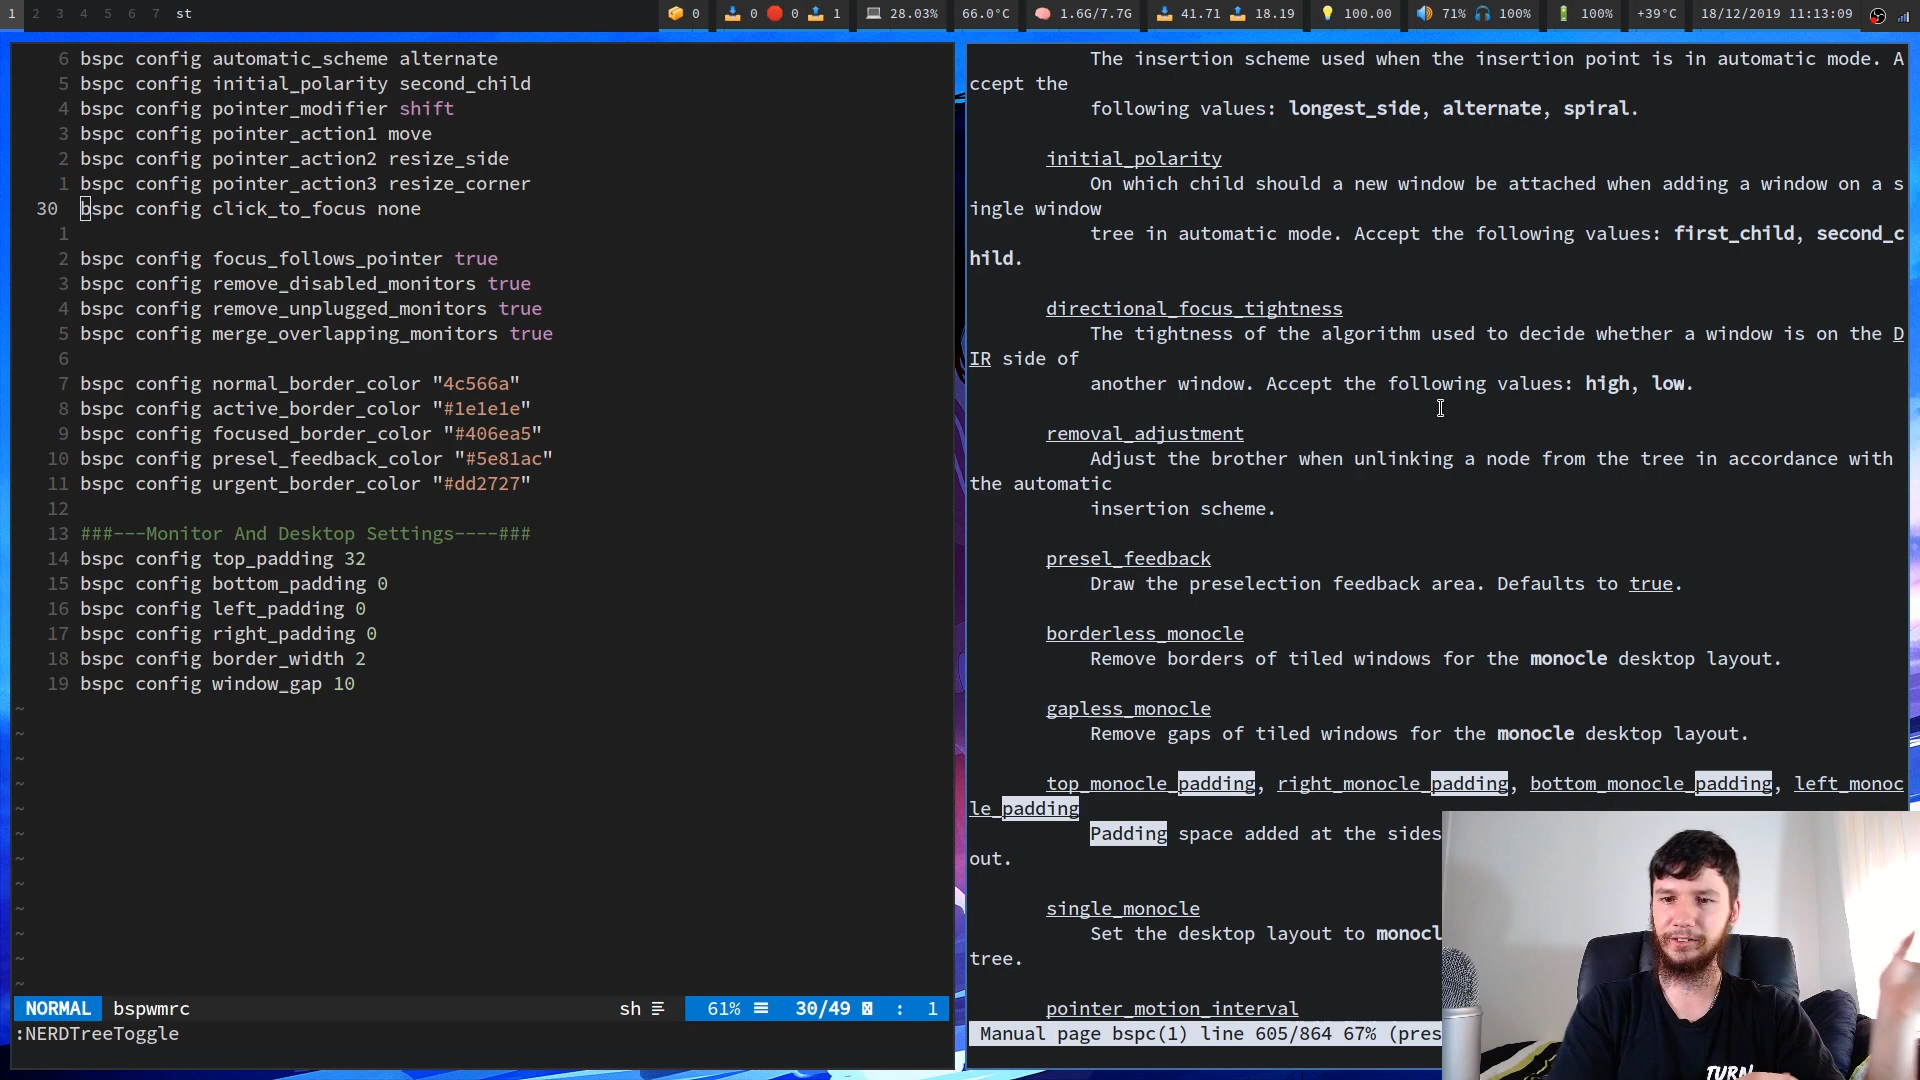 1 2 3 4 5 6 7 st 0 0 0 1 28.03% 66.0°C 1.6G/7.7G 41.71 18.19 100.00 71% 100% 100% +39°C 18/12/2019 11:13:09
6 bspc config automatic_scheme alternate
5 bspc config initial_polarity second_child
4 bspc config pointer_modifier shift
3 bspc config pointer_action1 move
2 bspc config pointer_action2 resize_side
1 bspc config pointer_action3 resize_corner
30 bspc config click_to_focus none
1
2 bspc config focus_follows_pointer true
3 bspc config remove_disabled_monitors true
4 bspc config remove_unplugged_monitors true
5 bspc config merge_overlapping_monitors true
6
7 bspc config normal_border_color "4c566a"
8 bspc config active_border_color "#1e1e1e"
9 bspc config focused_border_color "#406ea5"
10 bspc config presel_feedback_color "#5e81ac"
11 bspc config urgent_border_color "#dd2727"
12
13 ###---Monitor And Desktop Settings----###
14 bspc config top_padding 32
15 bspc config bottom_padding 0
16 bspc config left_padding 0
17 bspc config right_padding 0
18 bspc config border_width 2
19 bspc config window_gap 10
~
~
~
~
~
~
~
~
~
~
~
~
NORMAL bspwmrc sh 61% 30/49 : 1
:NERDTreeToggle
The insertion scheme used when the insertion point is in automatic mode. A
ccept the
following values: longest_side, alternate, spiral.
initial_polarity
On which child should a new window be attached when adding a window on a s
ingle window
tree in automatic mode. Accept the following values: first_child, second_c
hild.
directional_focus_tightness
The tightness of the algorithm used to decide whether a window is on the D
IR side of
another window. Accept the following values: high, low.
removal_adjustment
Adjust the brother when unlinking a node from the tree in accordance with
the automatic
insertion scheme.
presel_feedback
Draw the preselection feedback area. Defaults to true.
borderless_monocle
Remove borders of tiled windows for the monocle desktop layout.
gapless_monocle
Remove gaps of tiled windows for the monocle desktop layout.
top_monocle_padding, right_monocle_padding, bottom_monocle_padding, left_monoc
le_padding
Padding space added at the sides
out.
single_monocle
Set the desktop layout to monocl
tree.
pointer_motion_interval
Manual page bspc(1) line 605/864 67% (pres
TURN